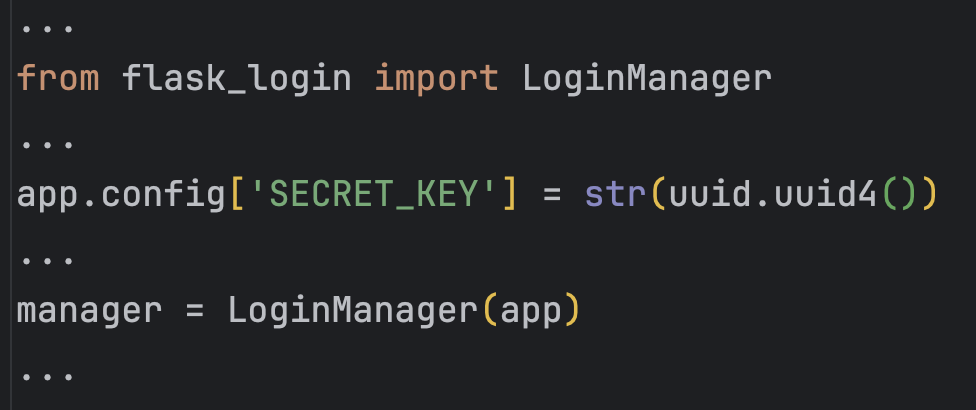 ...
from flask_login import LoginManager
...
app.config['SECRET_KEY'] = str(uuid.uuid4())
...
manager = LoginManager(app)
...